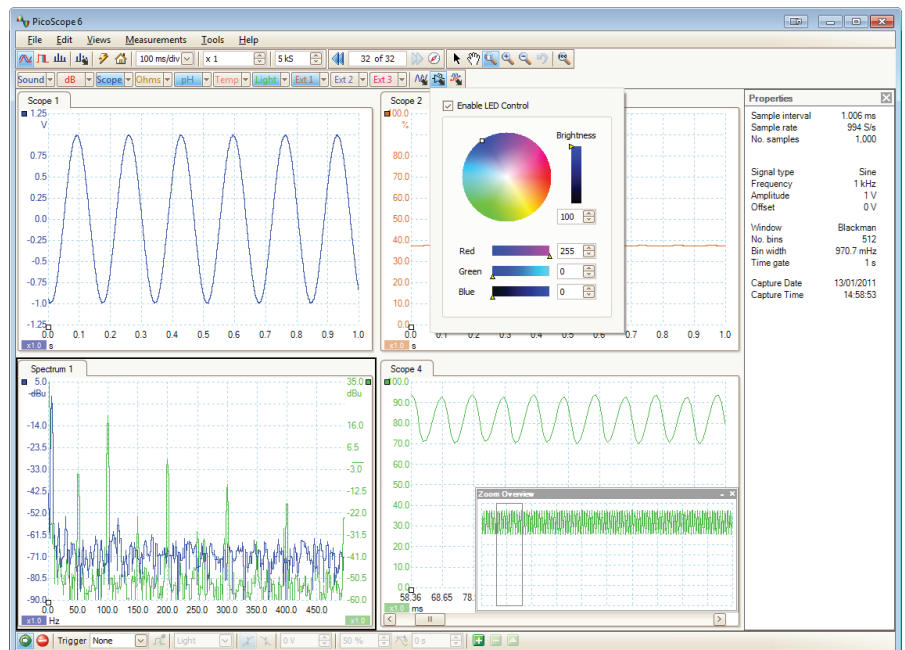 PicoScope 6
File Edit Views Measurements Tools Help
100 ms/div x 1 5 kS 32 of 32
Sound dB Scope Ohms pH Temp Light Ext1 Ext 2 Ext 3
Scope 1
1.25
V
0.75
0.5
0.25
0.0
-0.25
-0.5
-0.75
-1.0
-1.25
0.0 0.1 0.2 0.3 0.4 0.5 0.6 0.7 0.8 0.9 1.0
x1.0 s
Scope 2
100.0
%
80.0
70.0
60.0
50.0
40.0
30.0
20.0
10.0
0.0
0.0 0.1 0.2 0.3 0.4 0.5 0.6 0.7 0.8 0.9 1.0
x1.0 s
Enable LED Control
Brightness
100
Red 255
Green 0
Blue 0
Properties
Sample interval 1.006 ms
Sample rate 994 S/s
No. samples 1,000
Signal type Sine
Frequency 1 kHz
Amplitude 1 V
Offset 0 V
Window Blackman
No. bins 512
Bin width 970.7 mHz
Time gate 1 s
Capture Date 13/01/2011
Capture Time 14:58:53
Spectrum 1
5.0 35.0
dBu dBu
-14.0 16.0
-23.5 6.5
-33.0 -3.0
-42.5 -12.5
-52.0 -22.0
-61.5 -31.5
-71.0 -41.0
-80.5 -50.5
-90.0 -60.0
0.0 50.0 100.0 150.0 200.0 250.0 300.0 350.0 400.0 450.0
x1.0 Hz x1.0
Scope 4
100.0
90.0
80.0
70.0
60.0
50.0
40.0
30.0
20.0
10.0
0.0
58.36 68.65 78.
x1.0 ms
Zoom Overview
Trigger None Light 0 V 50 % 0 s